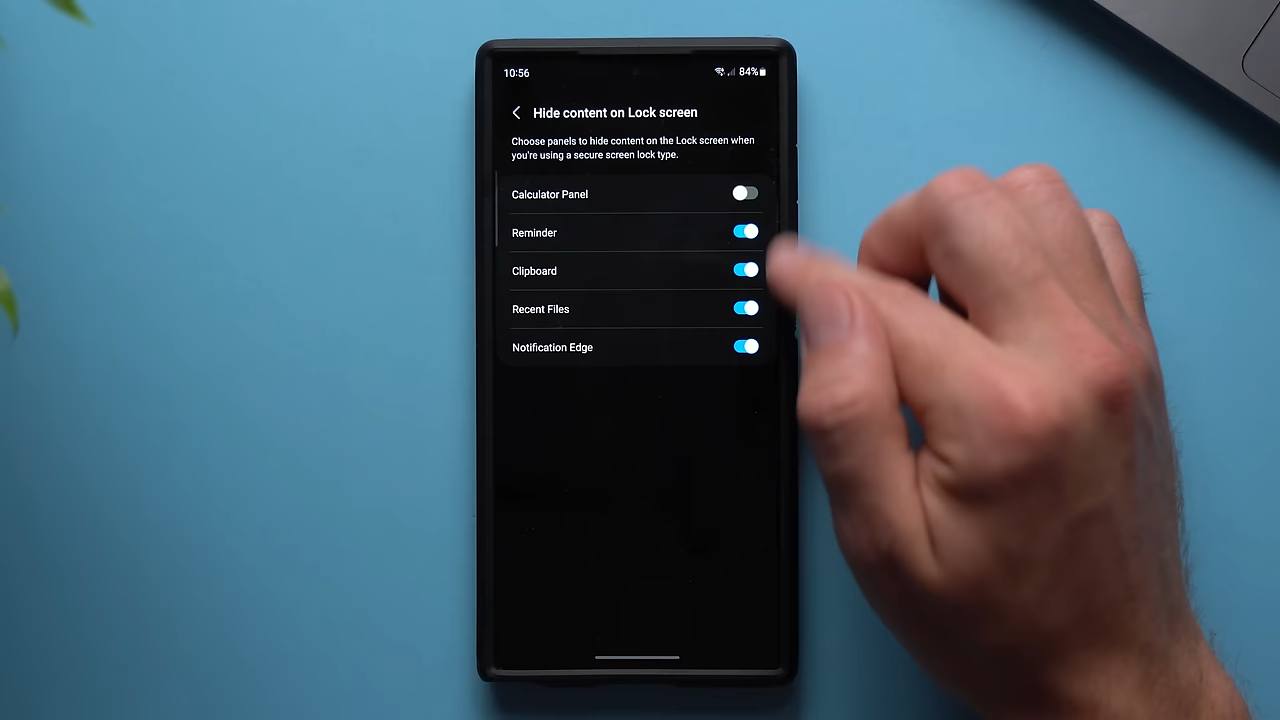 10:56
84%
Hide content on Lock screen
Choose panels to hide content on the Lock screen when
you're using a secure screen lock type.
Calculator Panel
Reminder
Clipboard
Recent Files
Notification Edge